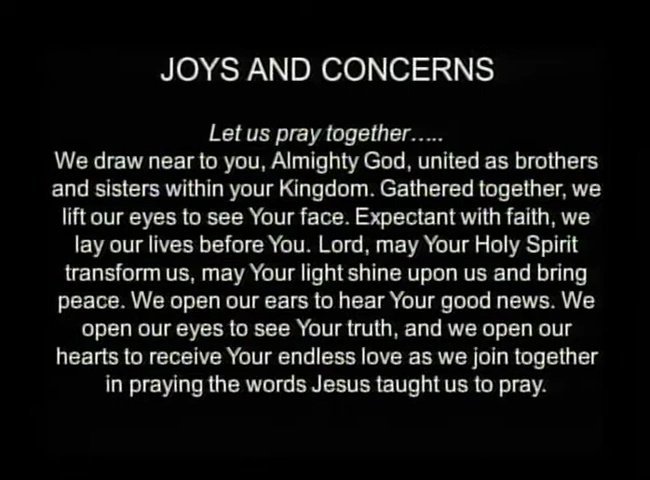 JOYS AND CONCERNS
Let us pray together.....
We draw near to you, Almighty God, united as brothers
and sisters within your Kingdom. Gathered together, we
lift our eyes to see Your face. Expectant with faith, we
lay our lives before You. Lord, may Your Holy Spirit
transform us, may Your light shine upon us and bring
peace. We open our ears to hear Your good news. We
open our eyes to see Your truth, and we open our
hearts to receive Your endless love as we join together
in praying the words Jesus taught us to pray.